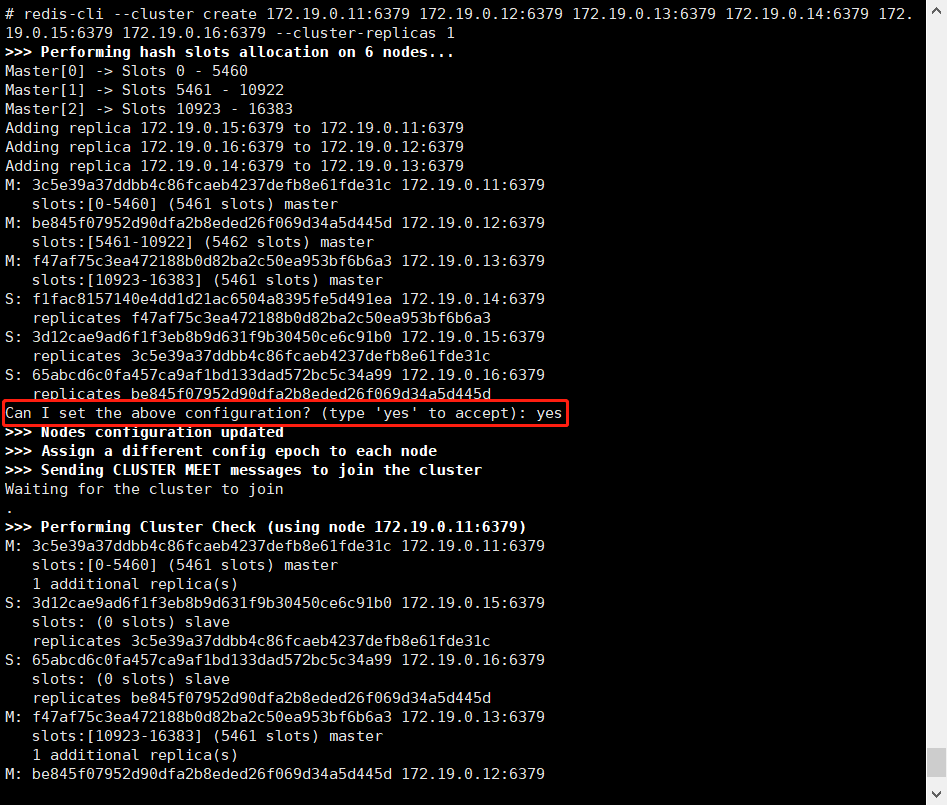 # redis-cli --cluster create 172.19.0.11:6379 172.19.0.12:6379 172.19.0.13:6379 172.19.0.14:6379 172.
19.0.15:6379 172.19.0.16:6379 --cluster-replicas 1
>>> Performing hash slots allocation on 6 nodes...
Master[0] -> Slots 0 - 5460
Master[1] -> Slots 5461 - 10922
Master[2] -> Slots 10923 - 16383
Adding replica 172.19.0.15:6379 to 172.19.0.11:6379
Adding replica 172.19.0.16:6379 to 172.19.0.12:6379
Adding replica 172.19.0.14:6379 to 172.19.0.13:6379
M: 3c5e39a37ddbb4c86fcaeb4237defb8e61fde31c 172.19.0.11:6379
   slots:[0-5460] (5461 slots) master
M: be845f07952d90dfa2b8eded26f069d34a5d445d 172.19.0.12:6379
   slots:[5461-10922] (5462 slots) master
M: f47af75c3ea472188b0d82ba2c50ea953bf6b6a3 172.19.0.13:6379
   slots:[10923-16383] (5461 slots) master
S: f1fac8157140e4dd1d21ac6504a8395fe5d491ea 172.19.0.14:6379
   replicates f47af75c3ea472188b0d82ba2c50ea953bf6b6a3
S: 3d12cae9ad6f1f3eb8b9d631f9b30450ce6c91b0 172.19.0.15:6379
   replicates 3c5e39a37ddbb4c86fcaeb4237defb8e61fde31c
S: 65abcd6c0fa457ca9af1bd133dad572bc5c34a99 172.19.0.16:6379
   replicates be845f07952d90dfa2b8eded26f069d34a5d445d
Can I set the above configuration? (type 'yes' to accept): yes
>>> Nodes configuration updated
>>> Assign a different config epoch to each node
>>> Sending CLUSTER MEET messages to join the cluster
Waiting for the cluster to join
.
>>> Performing Cluster Check (using node 172.19.0.11:6379)
M: 3c5e39a37ddbb4c86fcaeb4237defb8e61fde31c 172.19.0.11:6379
   slots:[0-5460] (5461 slots) master
   1 additional replica(s)
S: 3d12cae9ad6f1f3eb8b9d631f9b30450ce6c91b0 172.19.0.15:6379
   slots: (0 slots) slave
   replicates 3c5e39a37ddbb4c86fcaeb4237defb8e61fde31c
S: 65abcd6c0fa457ca9af1bd133dad572bc5c34a99 172.19.0.16:6379
   slots: (0 slots) slave
   replicates be845f07952d90dfa2b8eded26f069d34a5d445d
M: f47af75c3ea472188b0d82ba2c50ea953bf6b6a3 172.19.0.13:6379
   slots:[10923-16383] (5461 slots) master
   1 additional replica(s)
M: be845f07952d90dfa2b8eded26f069d34a5d445d 172.19.0.12:6379